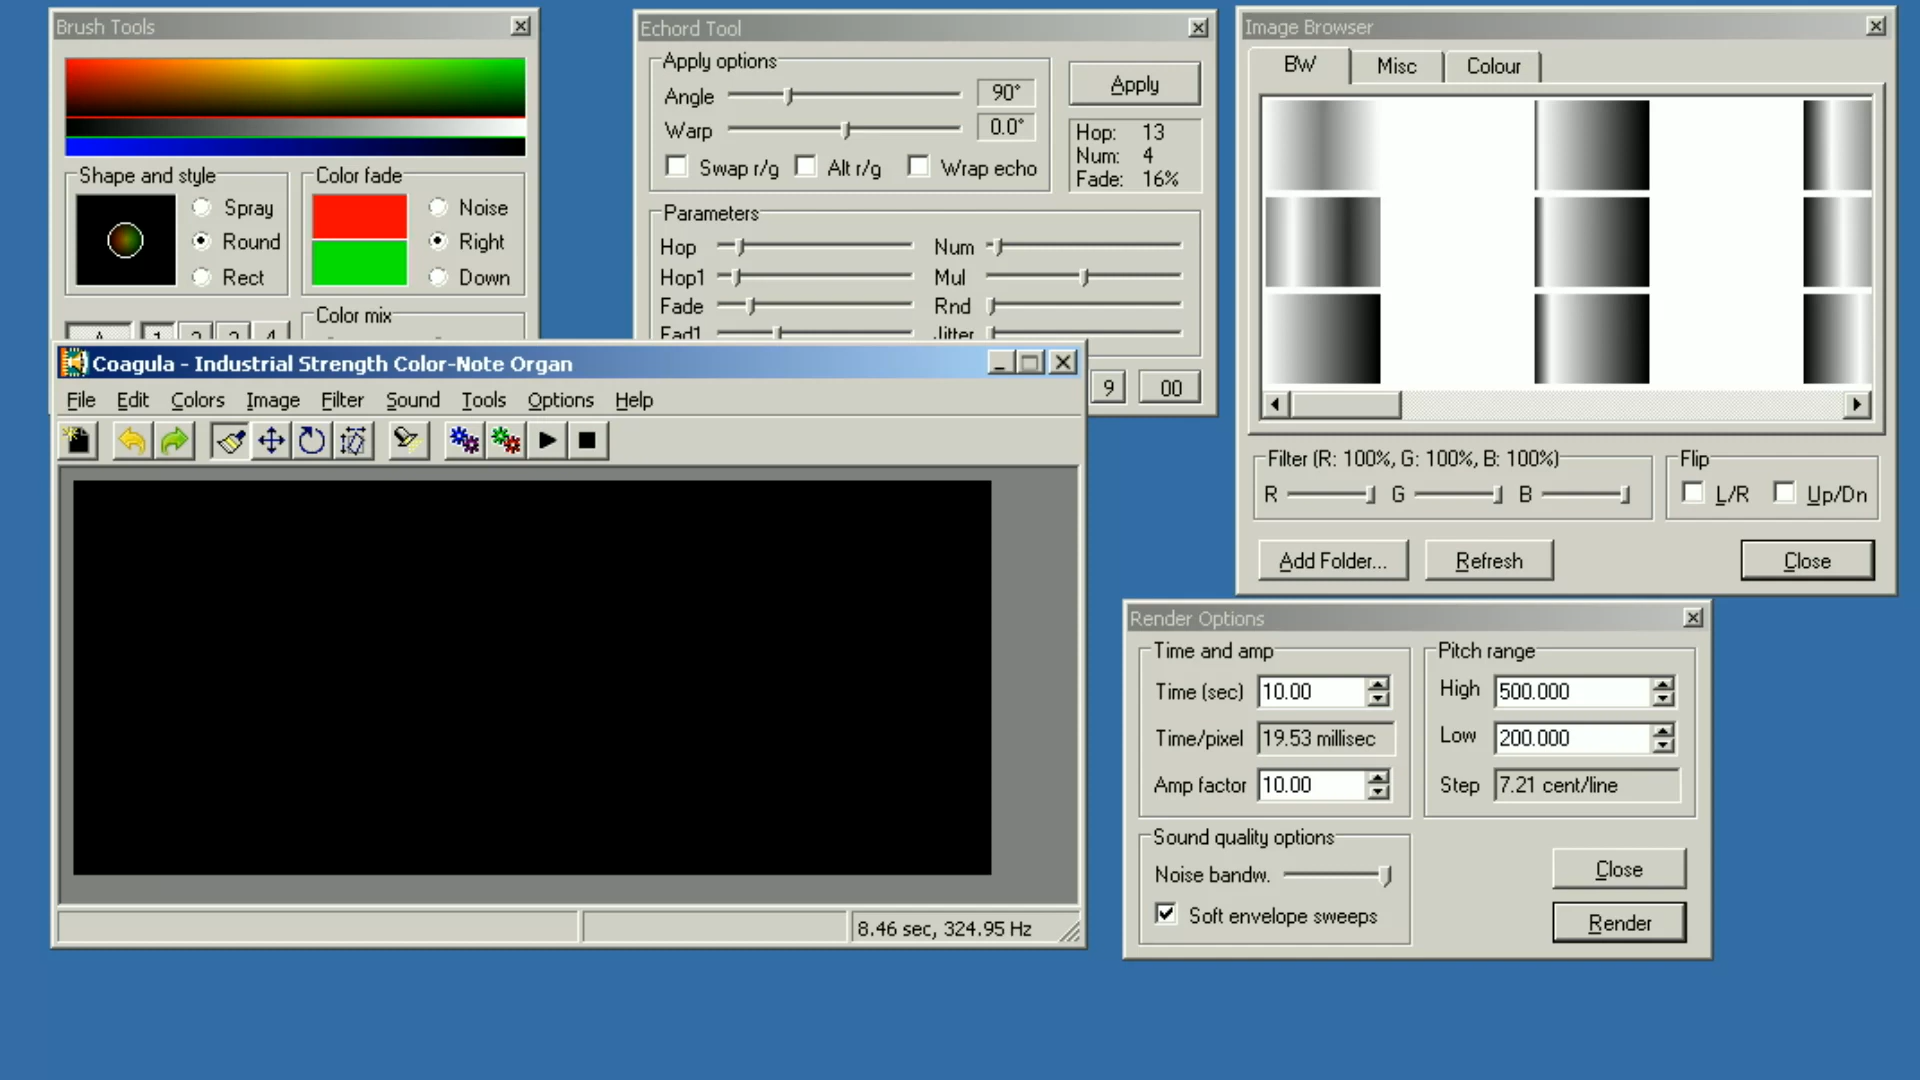 Brush Tools
Shape and style
Spray
Round
Rect
Color fade
Noise
Right
Down
Color mix
Echord Tool
Apply options
Angle 90°
Warp 0.0°
Swap r/g Alt r/g Wrap echo
Apply
Hop: 13
Num: 4
Fade: 16%
Parameters
Hop Num
Hop1 Mul
Fade Rnd
Fad1 Jitter
9 00
Image Browser
BW Misc Colour
Filter (R: 100%, G: 100%, B: 100%)
R G B
Flip
L/R Up/Dn
Add Folder... Refresh Close
Coagula - Industrial Strength Color-Note Organ
File Edit Colors Image Filter Sound Tools Options Help
8.46 sec, 324.95 Hz
Render Options
Time and amp
Time (sec) 10.00
Time/pixel 19.53 millisec
Amp factor 10.00
Pitch range
High 500.000
Low 200.000
Step 7.21 cent/line
Sound quality options
Noise bandw.
Soft envelope sweeps
Close
Render